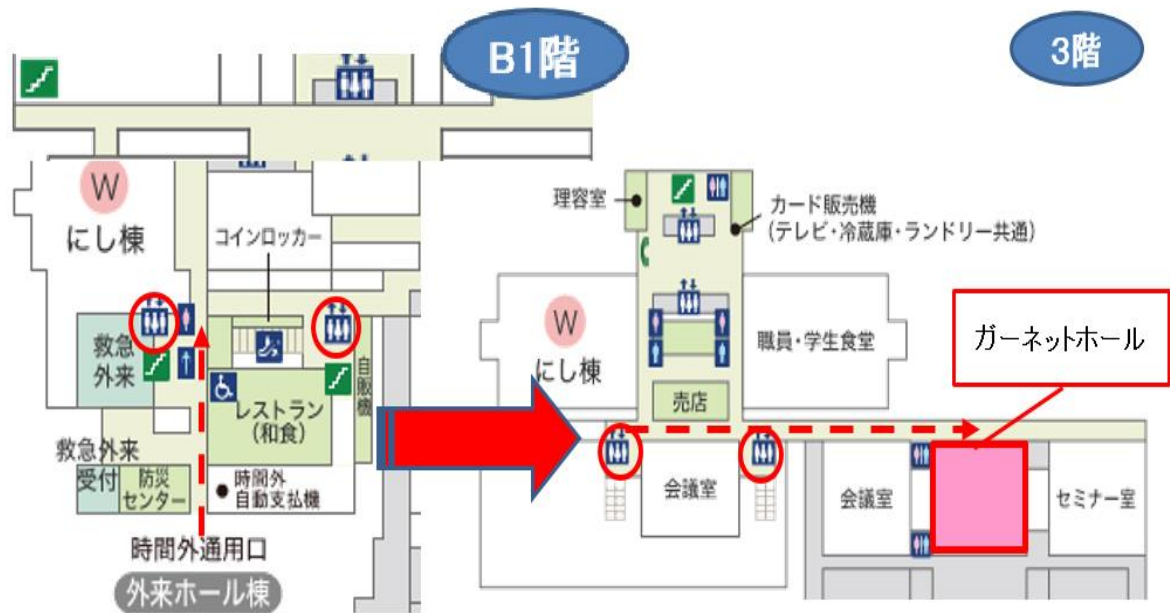 B1階
3階
W
にし棟
コインロッカー
救急
外来
レストラン
(和食)
自販機
救急外来
受付
防災
センター
時間外
自動支払機
時間外通用口
外来ホール棟
理容室
カード販売機
(テレビ・冷蔵庫・ランドリー共通)
W
にし棟
職員・学生食堂
売店
ガーネットホール
会議室
会議室
セミナー室